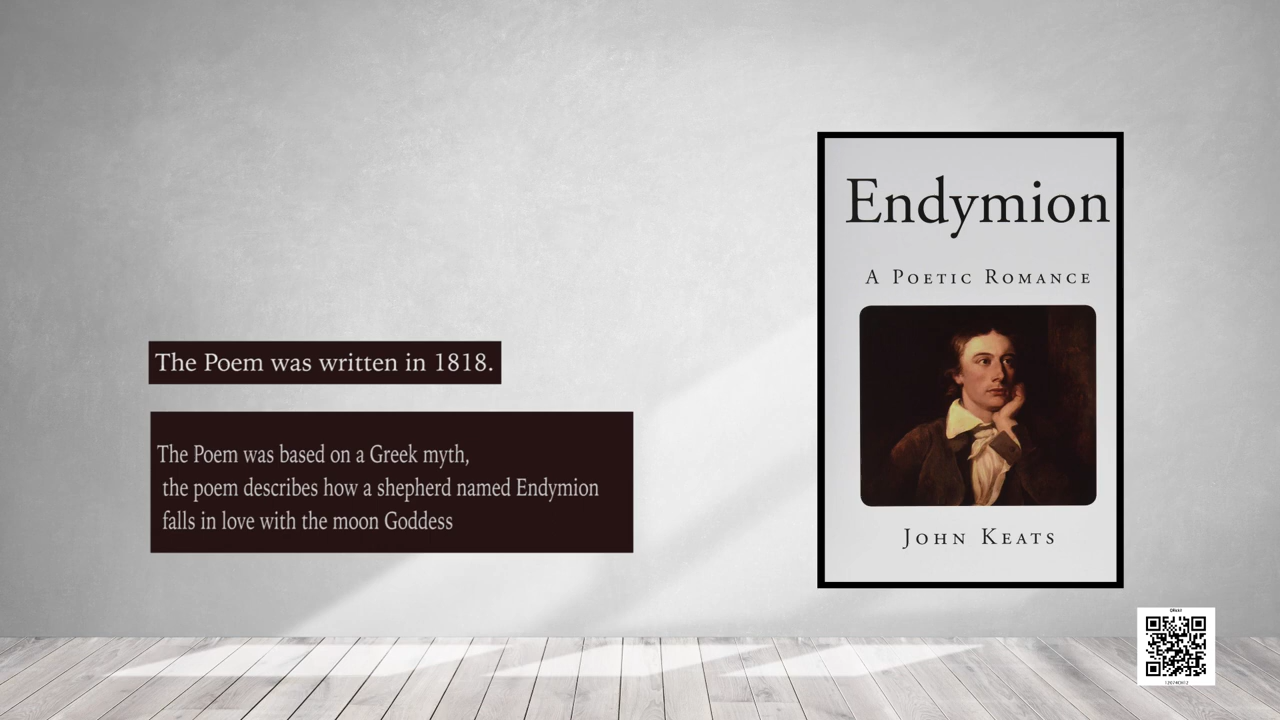 The Poem was written in 1818.
The Poem was based on a Greek myth,
the poem describes how a shepherd named Endymion
falls in love with the moon Goddess
Endymion
A Poetic Romance
John Keats